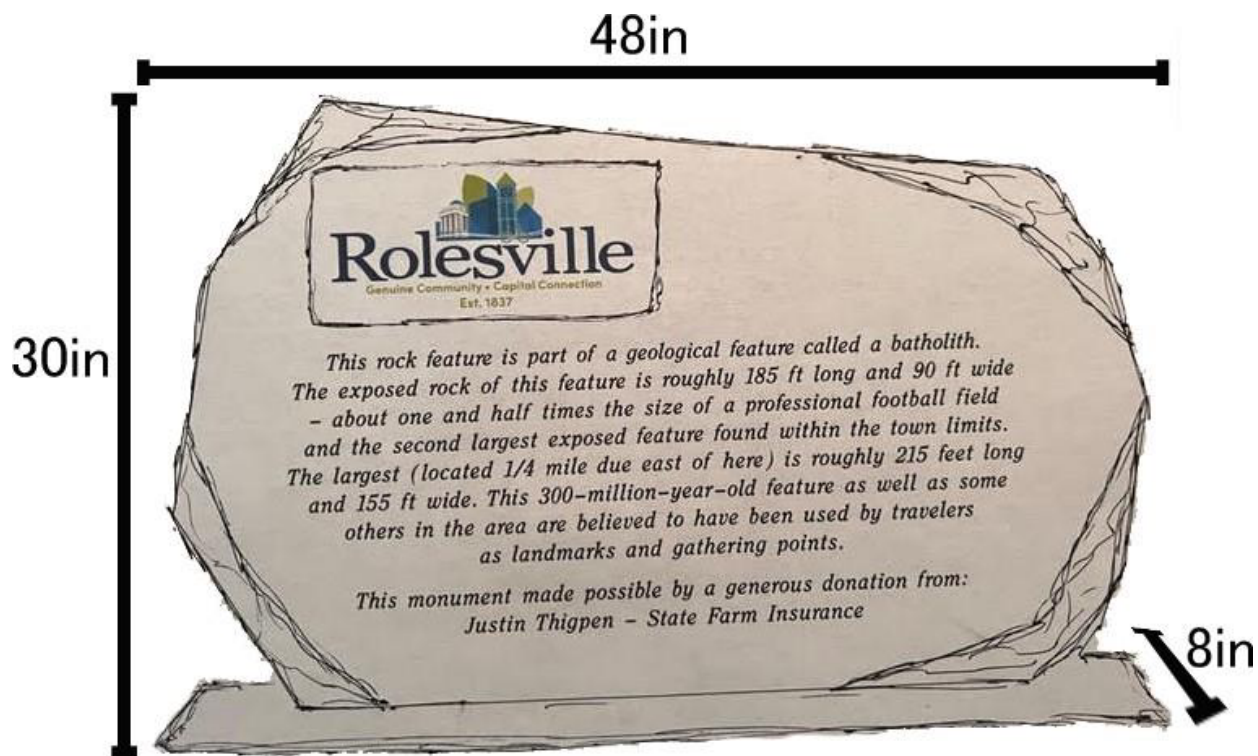 48in
30in
Rolesville
Genuine Community • Capital Connection
Est. 1837
This rock feature is part of a geological feature called a batholith.
The exposed rock of this feature is roughly 185 ft long and 90 ft wide
– about one and half times the size of a professional football field
and the second largest exposed feature found within the town limits.
The largest (located 1/4 mile due east of here) is roughly 215 feet long
and 155 ft wide. This 300–million–year–old feature as well as some
others in the area are believed to have been used by travelers
as landmarks and gathering points.
This monument made possible by a generous donation from:
Justin Thigpen – State Farm Insurance
8in